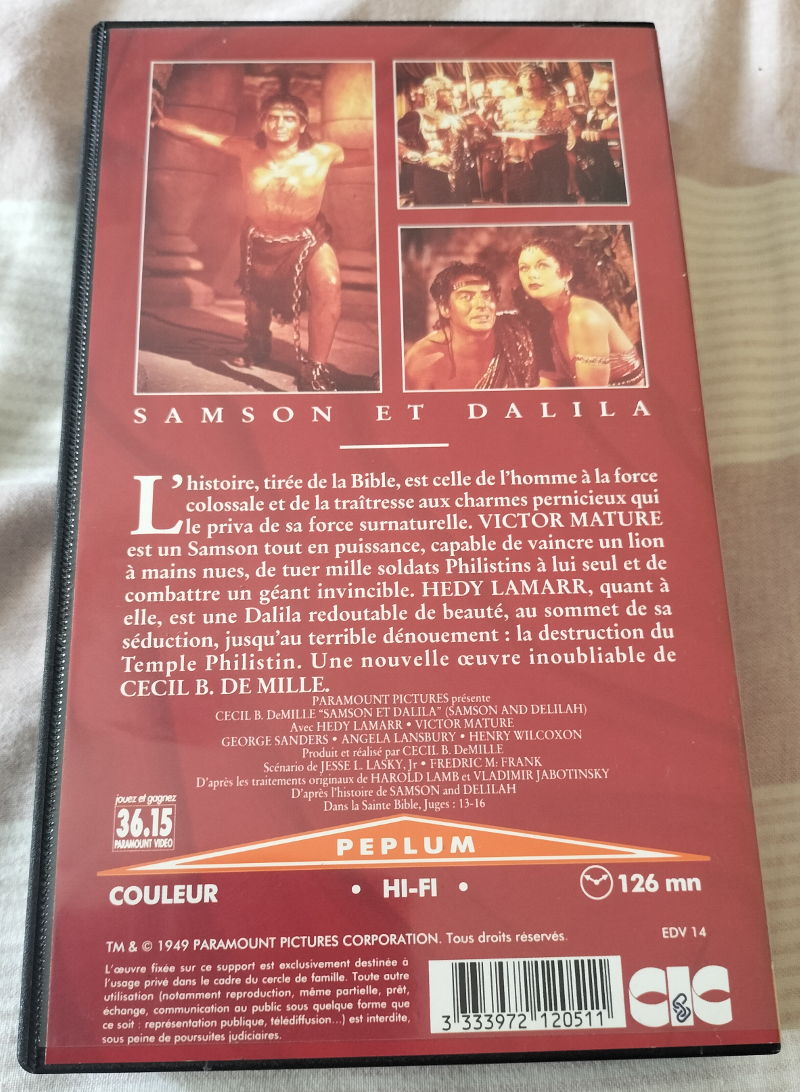 SAMSON ET DALILA
L'histoire, tirée de la Bible, est celle de l'homme à la force
colossale et de la traîtresse aux charmes pernicieux qui
le priva de sa force surnaturelle. VICTOR MATURE
est un Samson tout en puissance, capable de vaincre un lion
à mains nues, de tuer mille soldats Philistins à lui seul et de
combattre un géant invincible. HEDY LAMARR, quant à
elle, est une Dalila redoutable de beauté, au sommet de sa
séduction, jusqu'au terrible dénouement : la destruction du
Temple Philistin. Une nouvelle œuvre inoubliable de
CECIL B. DE MILLE.
PARAMOUNT PICTURES présente
CECIL B. DeMILLE "SAMSON ET DALILA" (SAMSON AND DELILAH)
Avec HEDY LAMARR • VICTOR MATURE
GEORGE SANDERS • ANGELA LANSBURY • HENRY WILCOXON
Produit et réalisé par CECIL B. DeMILLE
Scénario de JESSE L. LASKY, Jr • FREDRIC M. FRANK
D'après les traitements originaux de HAROLD LAMB et VLADIMIR JABOTINSKY
D'après l'histoire de SAMSON and DELILAH
Dans la Sainte Bible, Juges : 13-16
jouez et gagnez
36.15
PARAMOUNT VIDEO
PEPLUM
COULEUR • HI-FI • 126 mn
TM & © 1949 PARAMOUNT PICTURES CORPORATION. Tous droits réservés.
EDV 14
L'œuvre fixée sur ce support est exclusivement destinée à
l'usage privé dans le cadre du cercle de famille. Toute autre
utilisation (notamment reproduction, même partielle, prêt,
échange, communication au public sous quelque forme que
ce soit : représentation publique, télédiffusion...) est interdite,
sous peine de poursuites judiciaires.
3 333972 120511
CIC